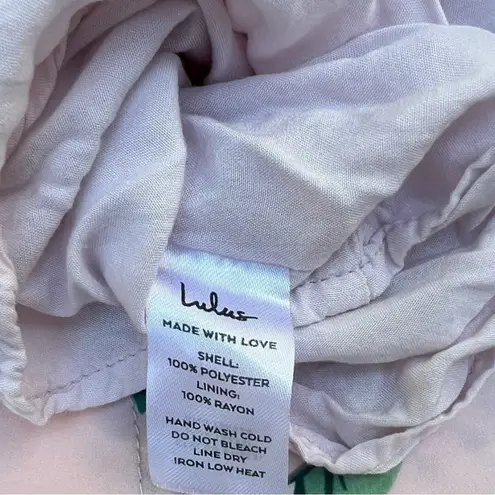 Lulus
MADE WITH LOVE
SHELL:
100% POLYESTER
LINING:
100% RAYON
HAND WASH COLD
DO NOT BLEACH
LINE DRY
IRON LOW HEAT